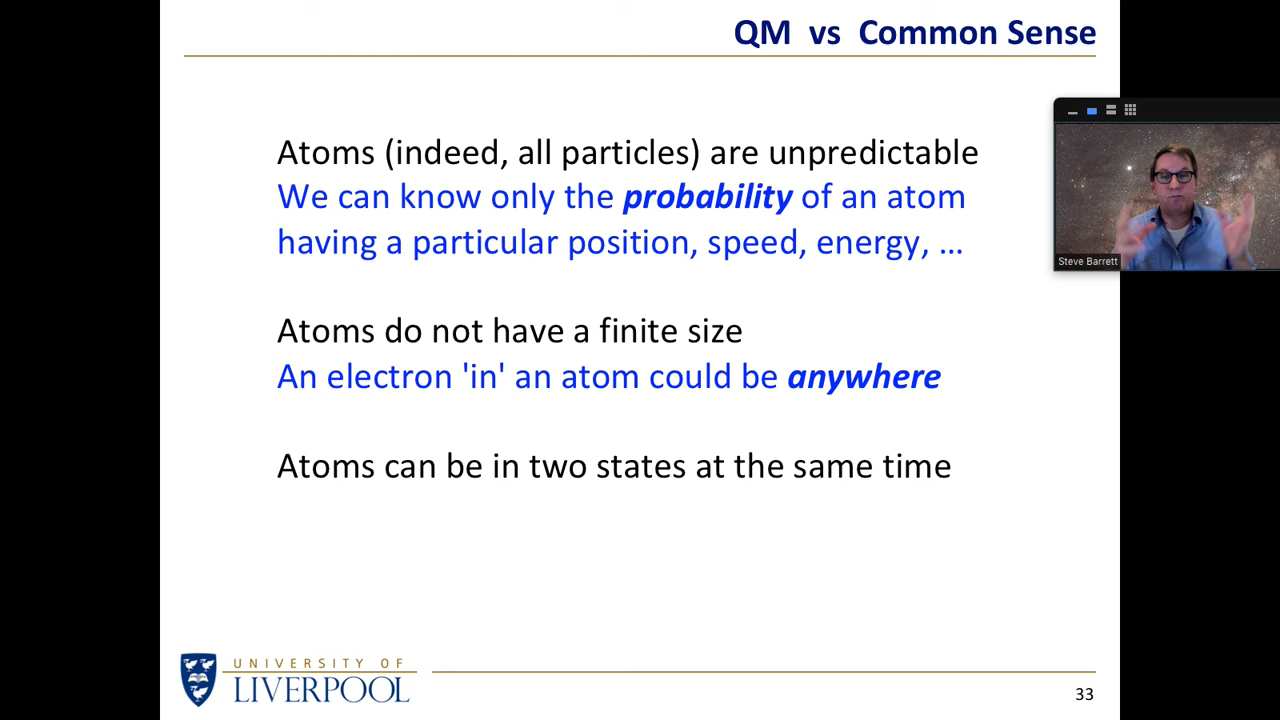 QM vs Common Sense
Atoms (indeed, all particles) are unpredictable
We can know only the probability of an atom
having a particular position, speed, energy, ...
Steve Barrett
Atoms do not have a finite size
An electron 'in' an atom could be anywhere
Atoms can be in two states at the same time
UNIVERSITY OF
LIVERPOOL
33